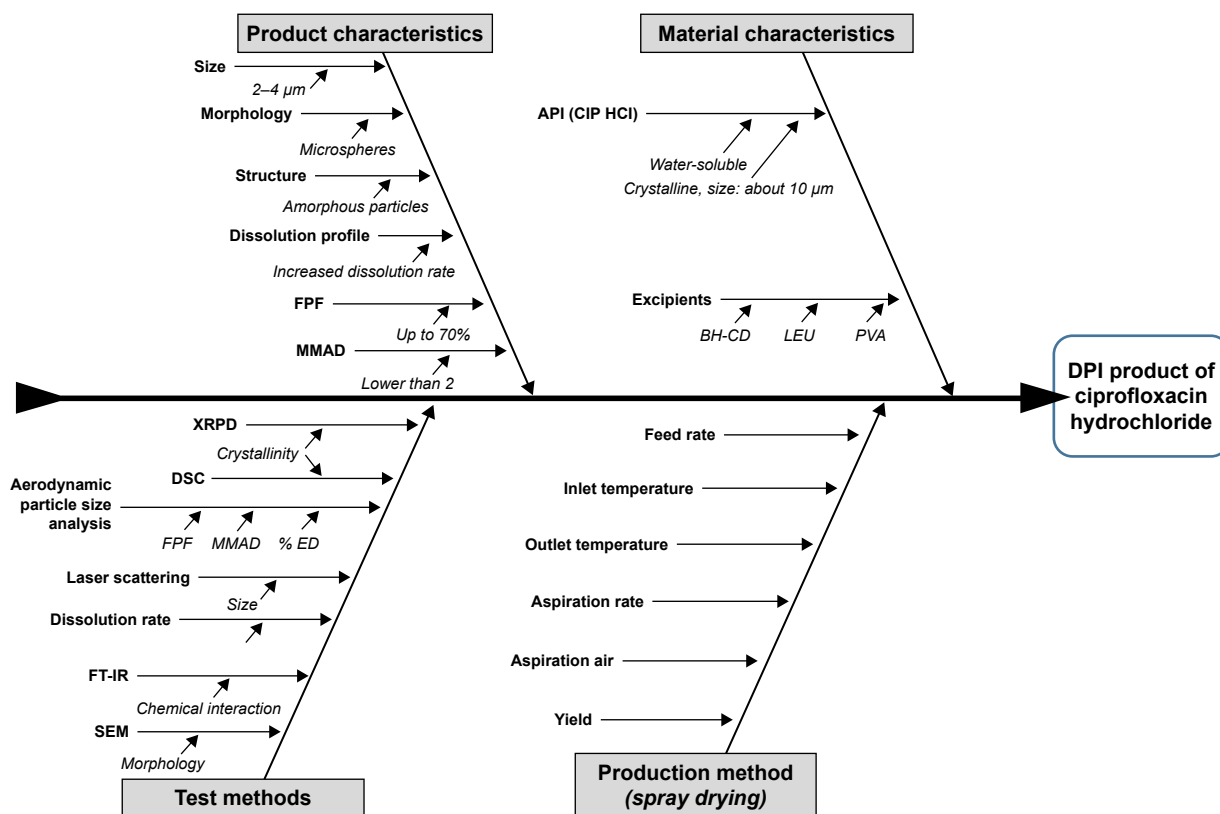 Product characteristics
Size
2–4 µm
Morphology
Microspheres
Structure
Amorphous particles
Dissolution profile
Increased dissolution rate
FPF
Up to 70%
MMAD
Lower than 2
Material characteristics
API (CIP HCl)
Water-soluble
Crystalline, size: about 10 µm
Excipients
BH-CD
LEU
PVA
DPI product of
ciprofloxacin
hydrochloride
XRPD
Crystallinity
DSC
Aerodynamic
particle size
analysis
FPF
MMAD
% ED
Laser scattering
Size
Dissolution rate
FT-IR
Chemical interaction
SEM
Morphology
Test methods
Feed rate
Inlet temperature
Outlet temperature
Aspiration rate
Aspiration air
Yield
Production method
(spray drying)